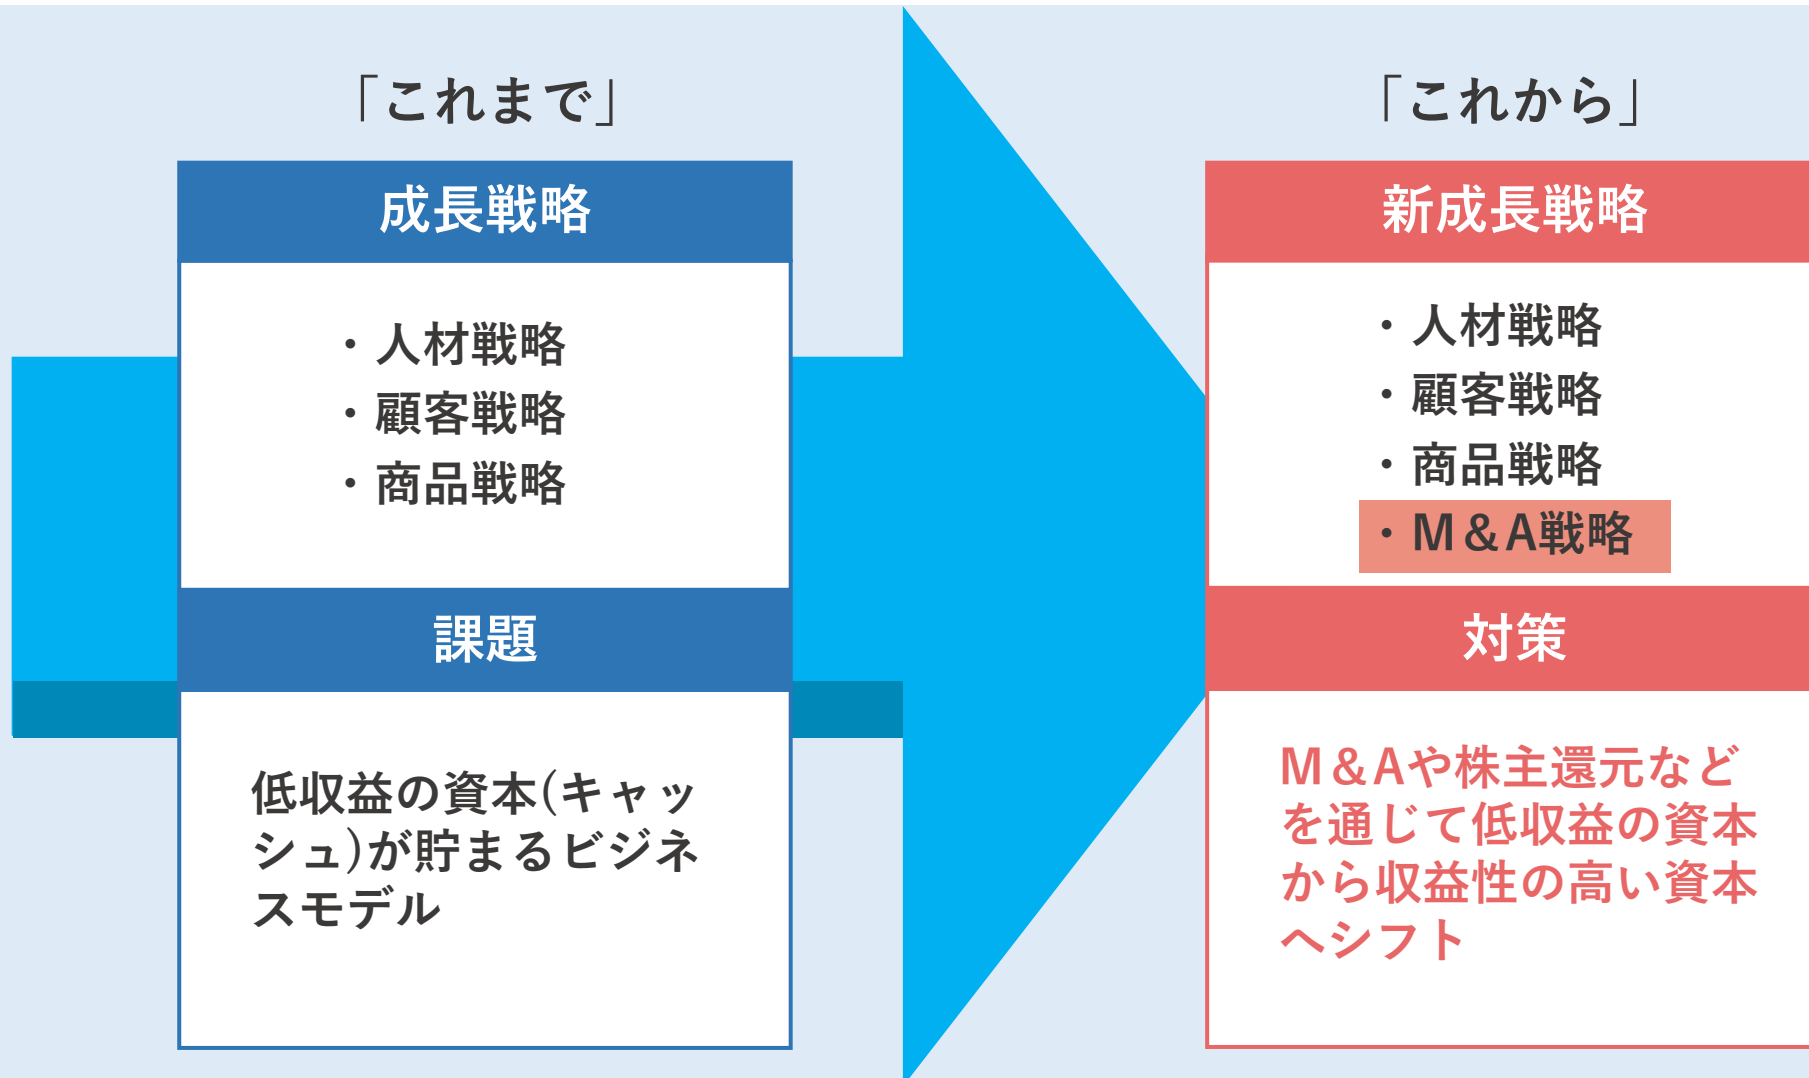 「これまで」
成長戦略
・人材戦略
・顧客戦略
・商品戦略
課題
低収益の資本(キャッ
シュ)が貯まるビジネ
スモデル
「これから」
新成長戦略
・人材戦略
・顧客戦略
・商品戦略
・M＆A戦略
対策
M＆Aや株主還元など
を通じて低収益の資本
から収益性の高い資本
へシフト